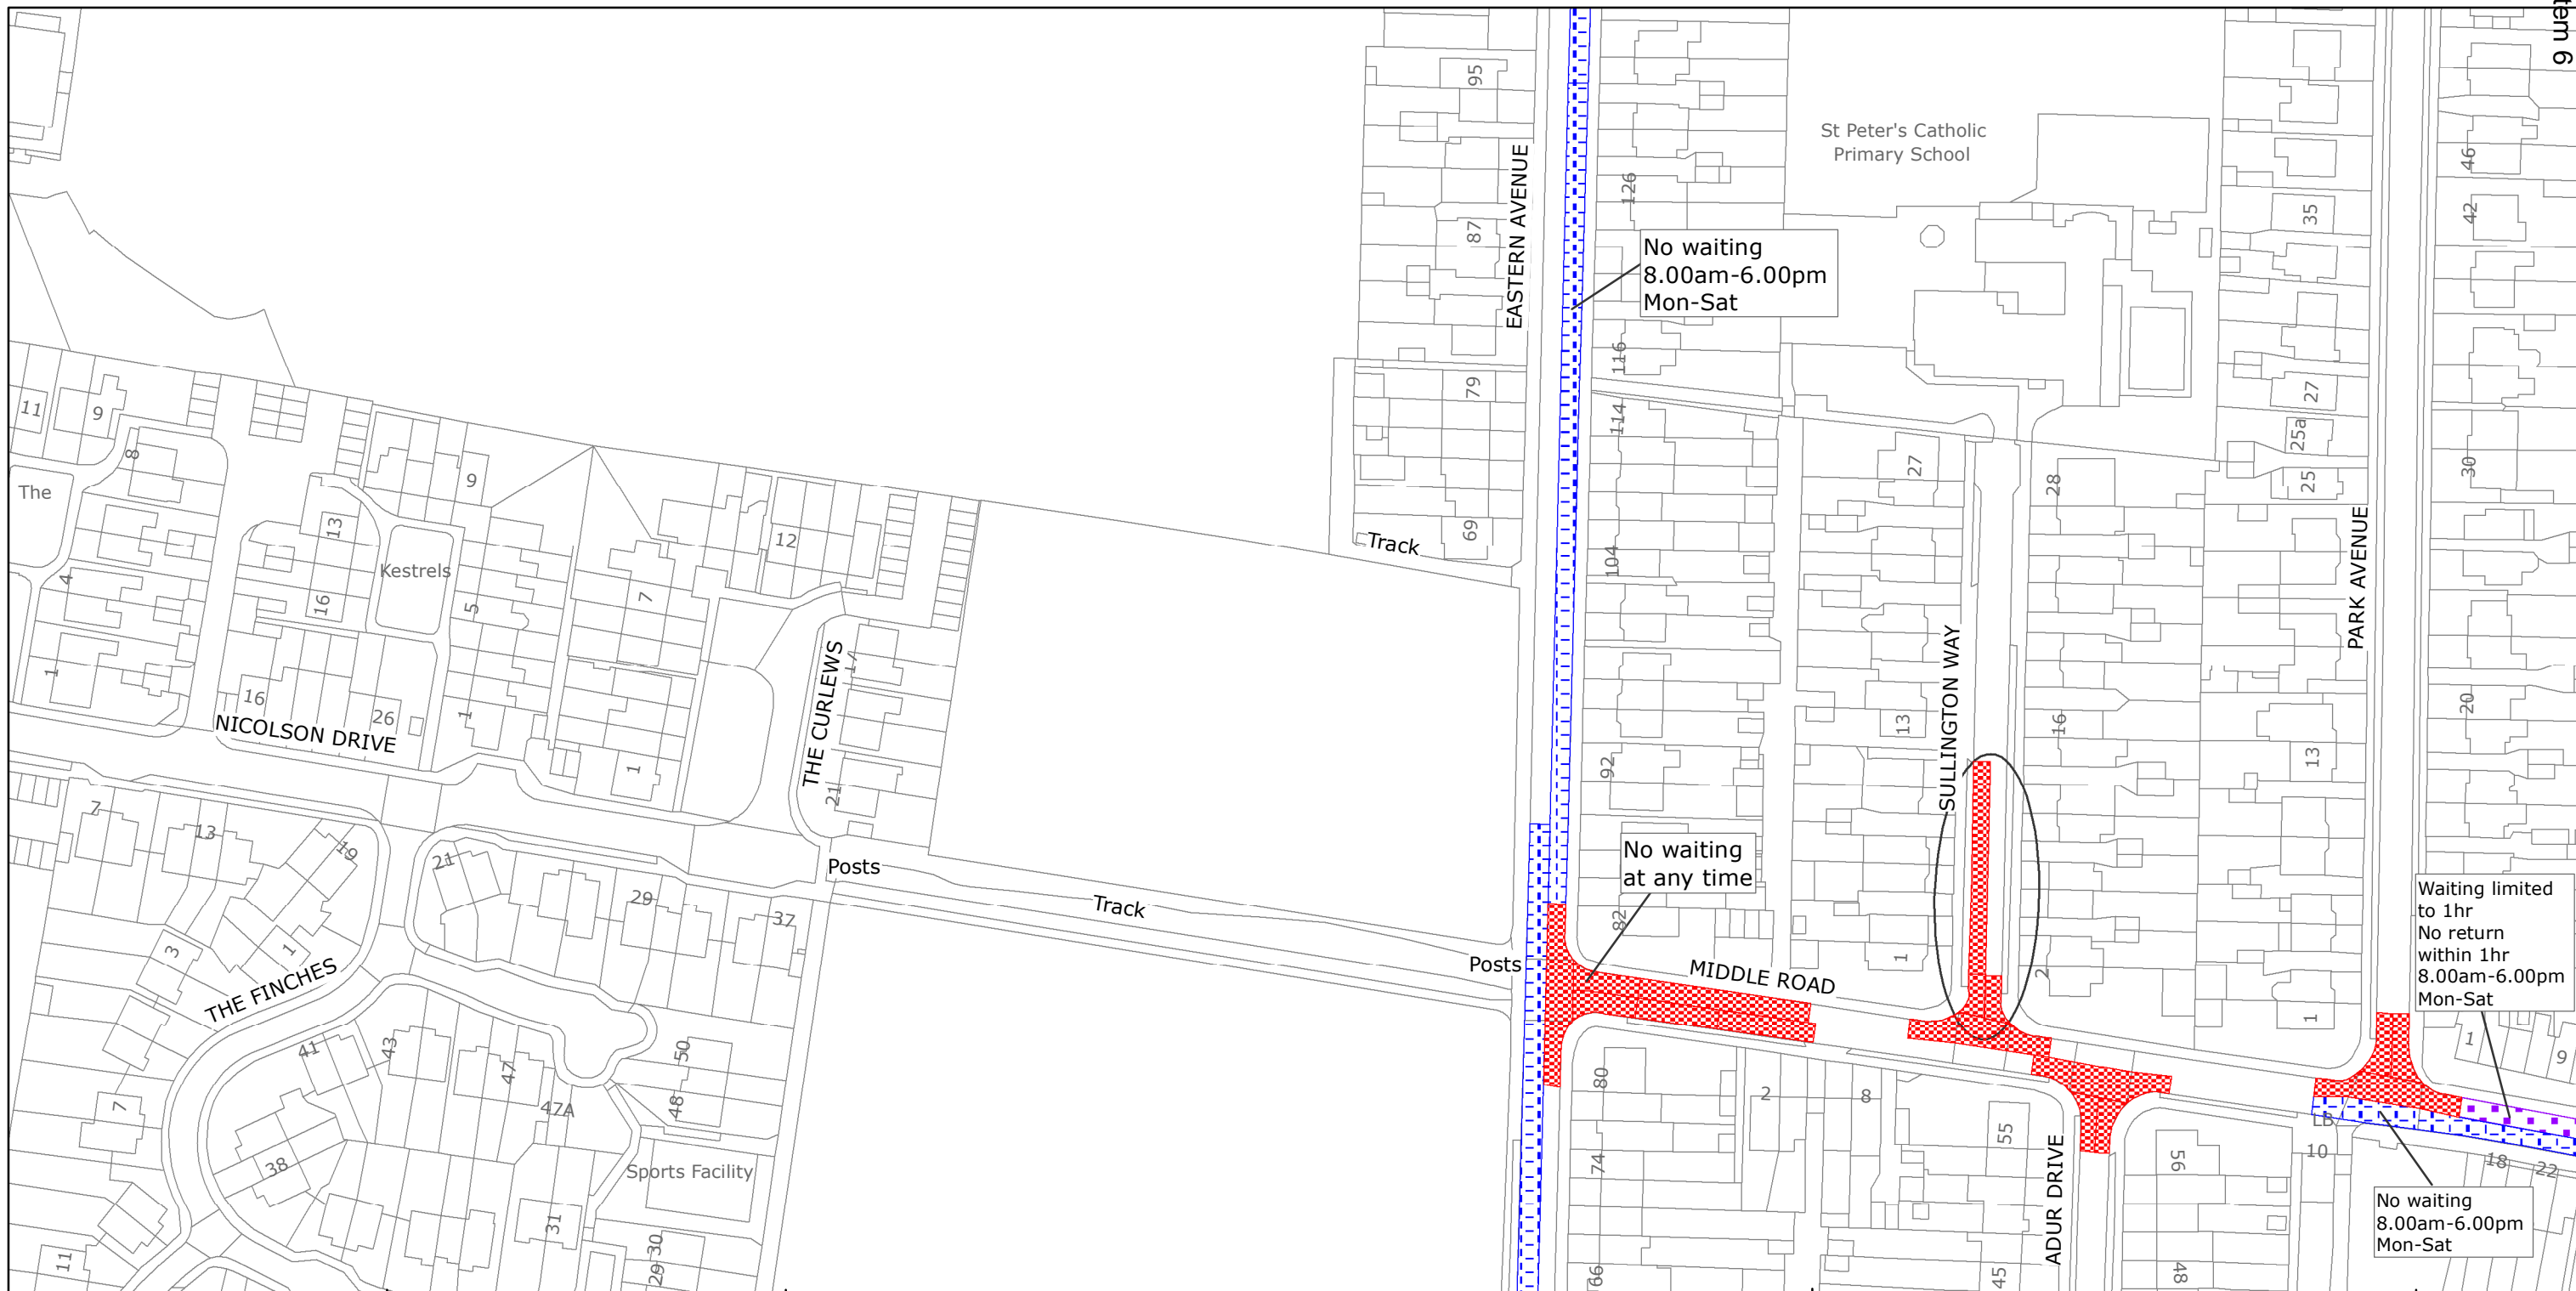 tem 6
95
St Peter's Catholic
Primary School
46
126
EASTERN AVENUE
87
35
42
No waiting
8.00am-6.00pm
Mon-Sat
116
79
27
11
9
8
114
25a
27
9
The
25
30
28
13
69
Track
12
104
Kestrels
4
16
5
7
PARK AVENUE
1
17
SULLINGTON WAY
THE CURLEWS
16
26
1
NICOLSON DRIVE
13
16
20
13
92
1
21
7
13
19
21
Posts
No waiting
at any time
Waiting limited
to 1hr
No return
within 1hr
8.00am-6.00pm
Mon-Sat
29
37
Track
82
3
1
Posts
MIDDLE ROAD
1
2
THE FINCHES
1
1
9
41
43
50
47
80
2
8
7
47A
48
LB
55
10
38
Sports Facility
74
56
18
22
ADUR DRIVE
No waiting
8.00am-6.00pm
Mon-Sat
31
11
30
29
66
45
48